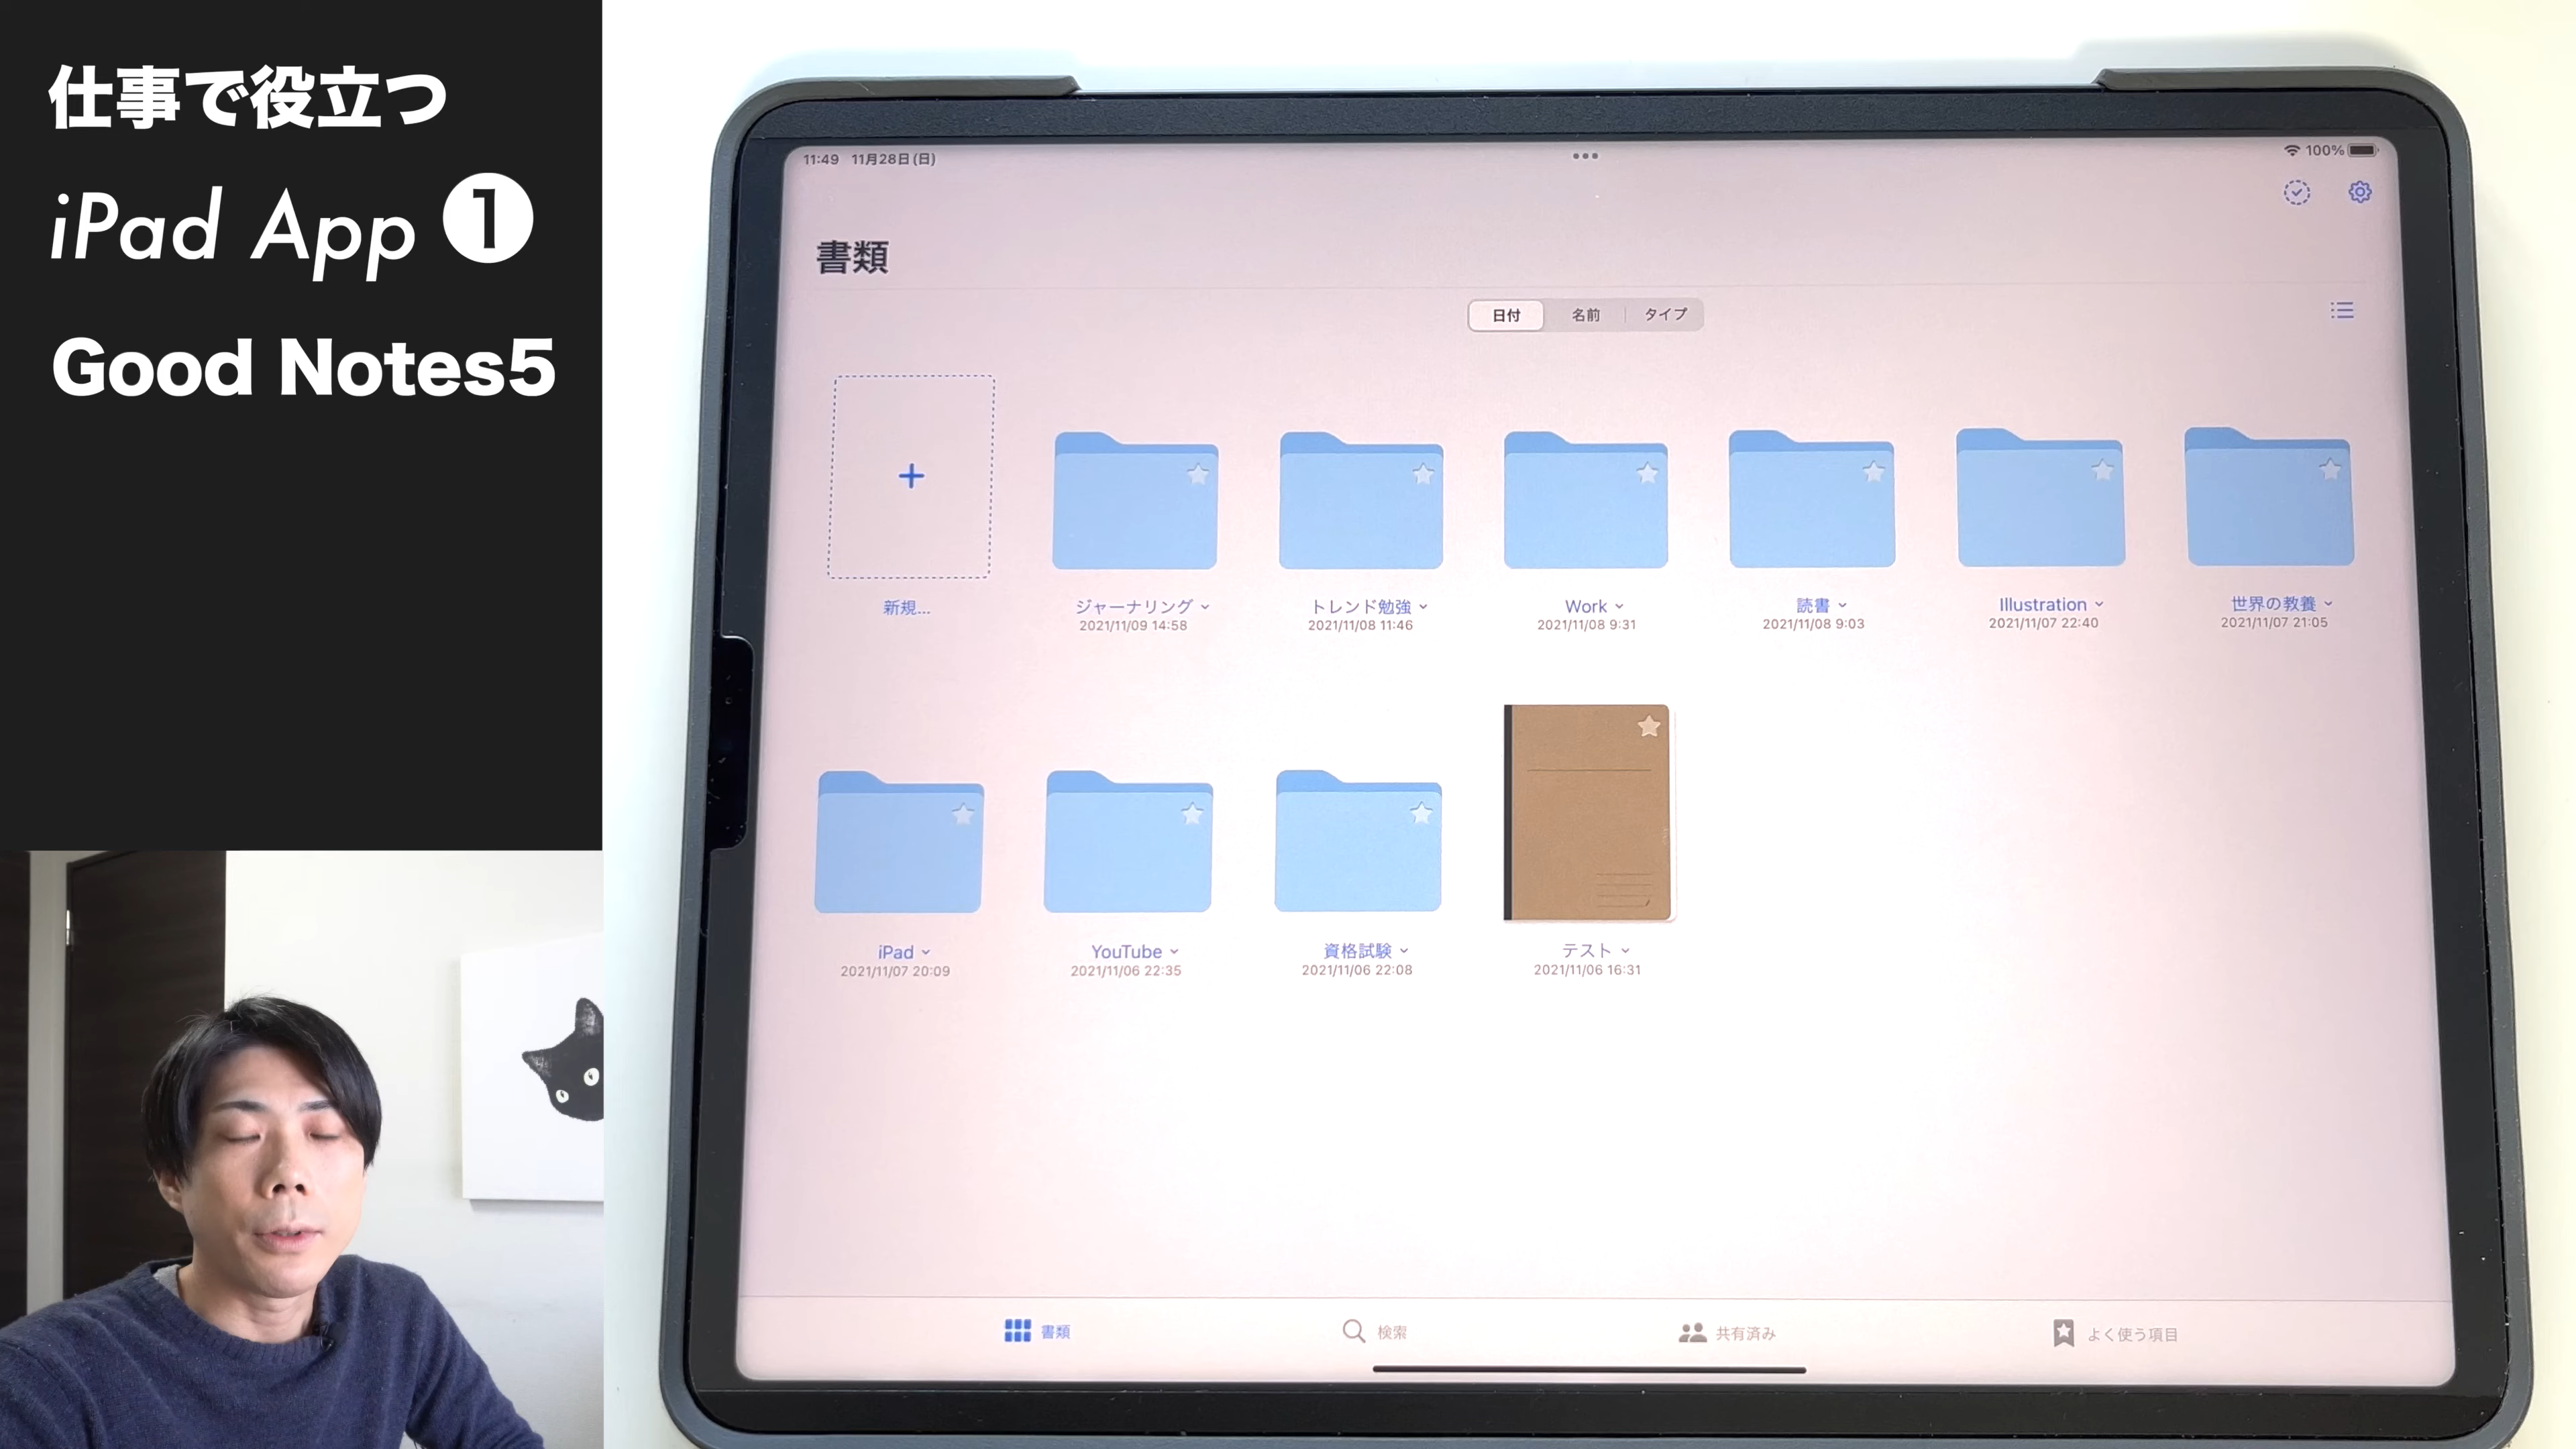 仕事で役立つ
iPad App ❶
Good Notes5
11:49 11月28日(日)
100%
書類
日付 名前 タイプ
新規...
ジャーナリング
2021/11/09 14:58
トレンド勉強
2021/11/08 11:46
Work
2021/11/08 9:31
読書
2021/11/08 9:03
Illustration
2021/11/07 22:40
世界の教養
2021/11/07 21:05
iPad
2021/11/07 20:09
YouTube
2021/11/06 22:35
資格試験
2021/11/06 22:08
テスト
2021/11/06 16:31
書類 検索 共有済み よく使う項目